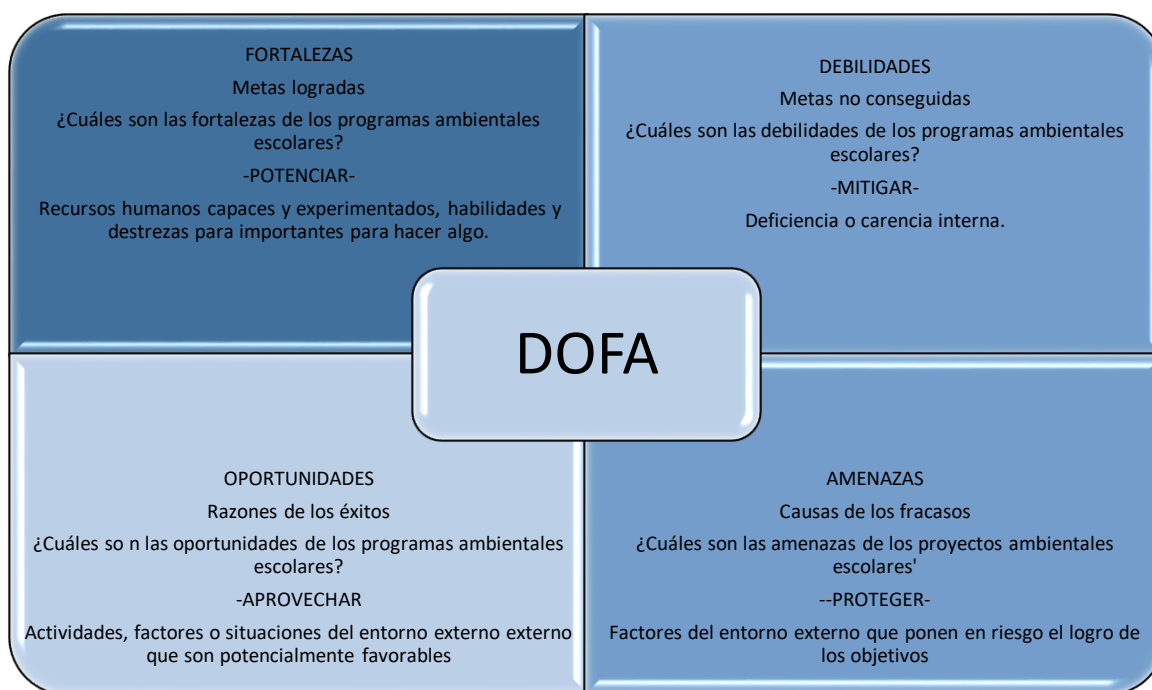 FORTALEZAS
Metas logradas
¿Cuáles son las fortalezas de los programas ambientales
escolares?
-POTENCIAR-
Recursos humanos capaces y experimentados, habilidades y
destrezas para importantes para hacer algo.
DEBILIDADES
Metas no conseguidas
¿Cuáles son las debilidades de los programas ambientales
escolares?
-MITIGAR-
Deficiencia o carencia interna.
DOFA
OPORTUNIDADES
Razones de los éxitos
¿Cuáles so n las oportunidades de los programas ambientales
escolares?
-APROVECHAR
Actividades, factores o situaciones del entorno externo externo
que son potencialmente favorables
AMENAZAS
Causas de los fracasos
¿Cuáles son las amenazas de los proyectos ambientales
escolares'
--PROTEGER-
Factores del entorno externo que ponen en riesgo el logro de
los objetivos